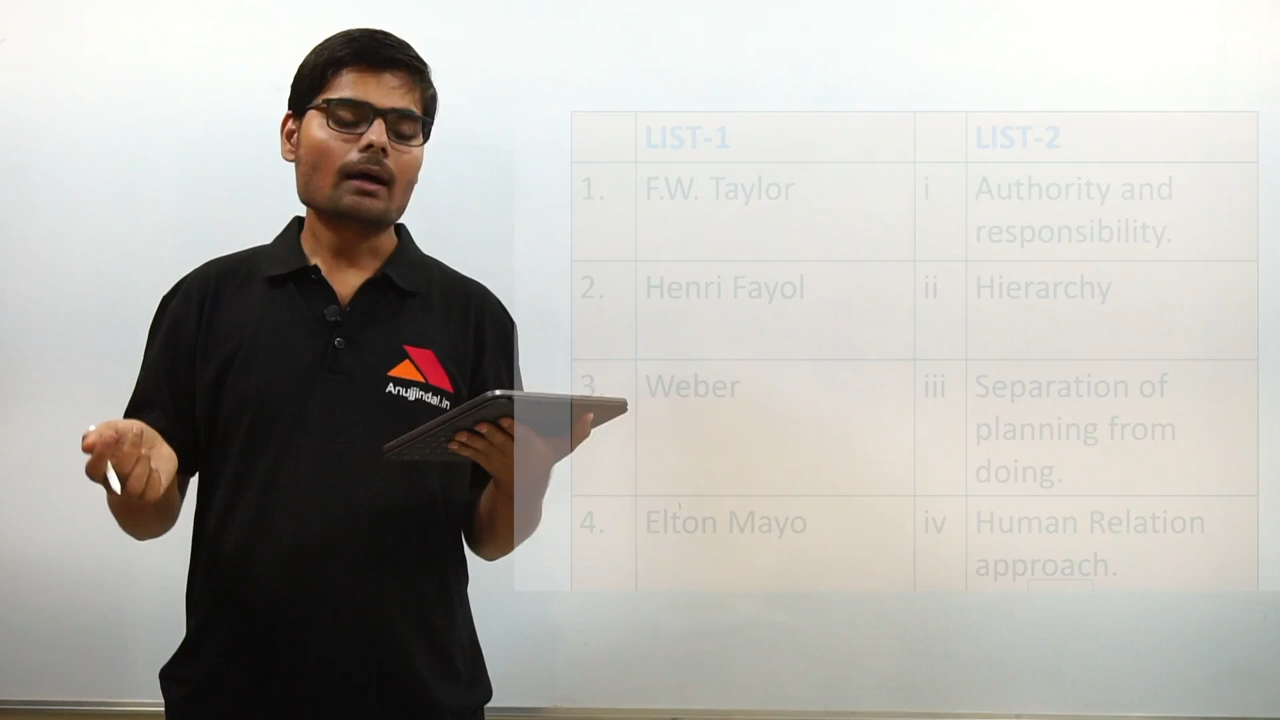 LIST-1 LIST-2
1. F.W. Taylor i Authority and
responsibility.
2. Henri Fayol ii Hierarchy
3. Weber iii Separation of
planning from
doing.
4. Elton Mayo iv Human Relation
approach.
Anujjindal.in